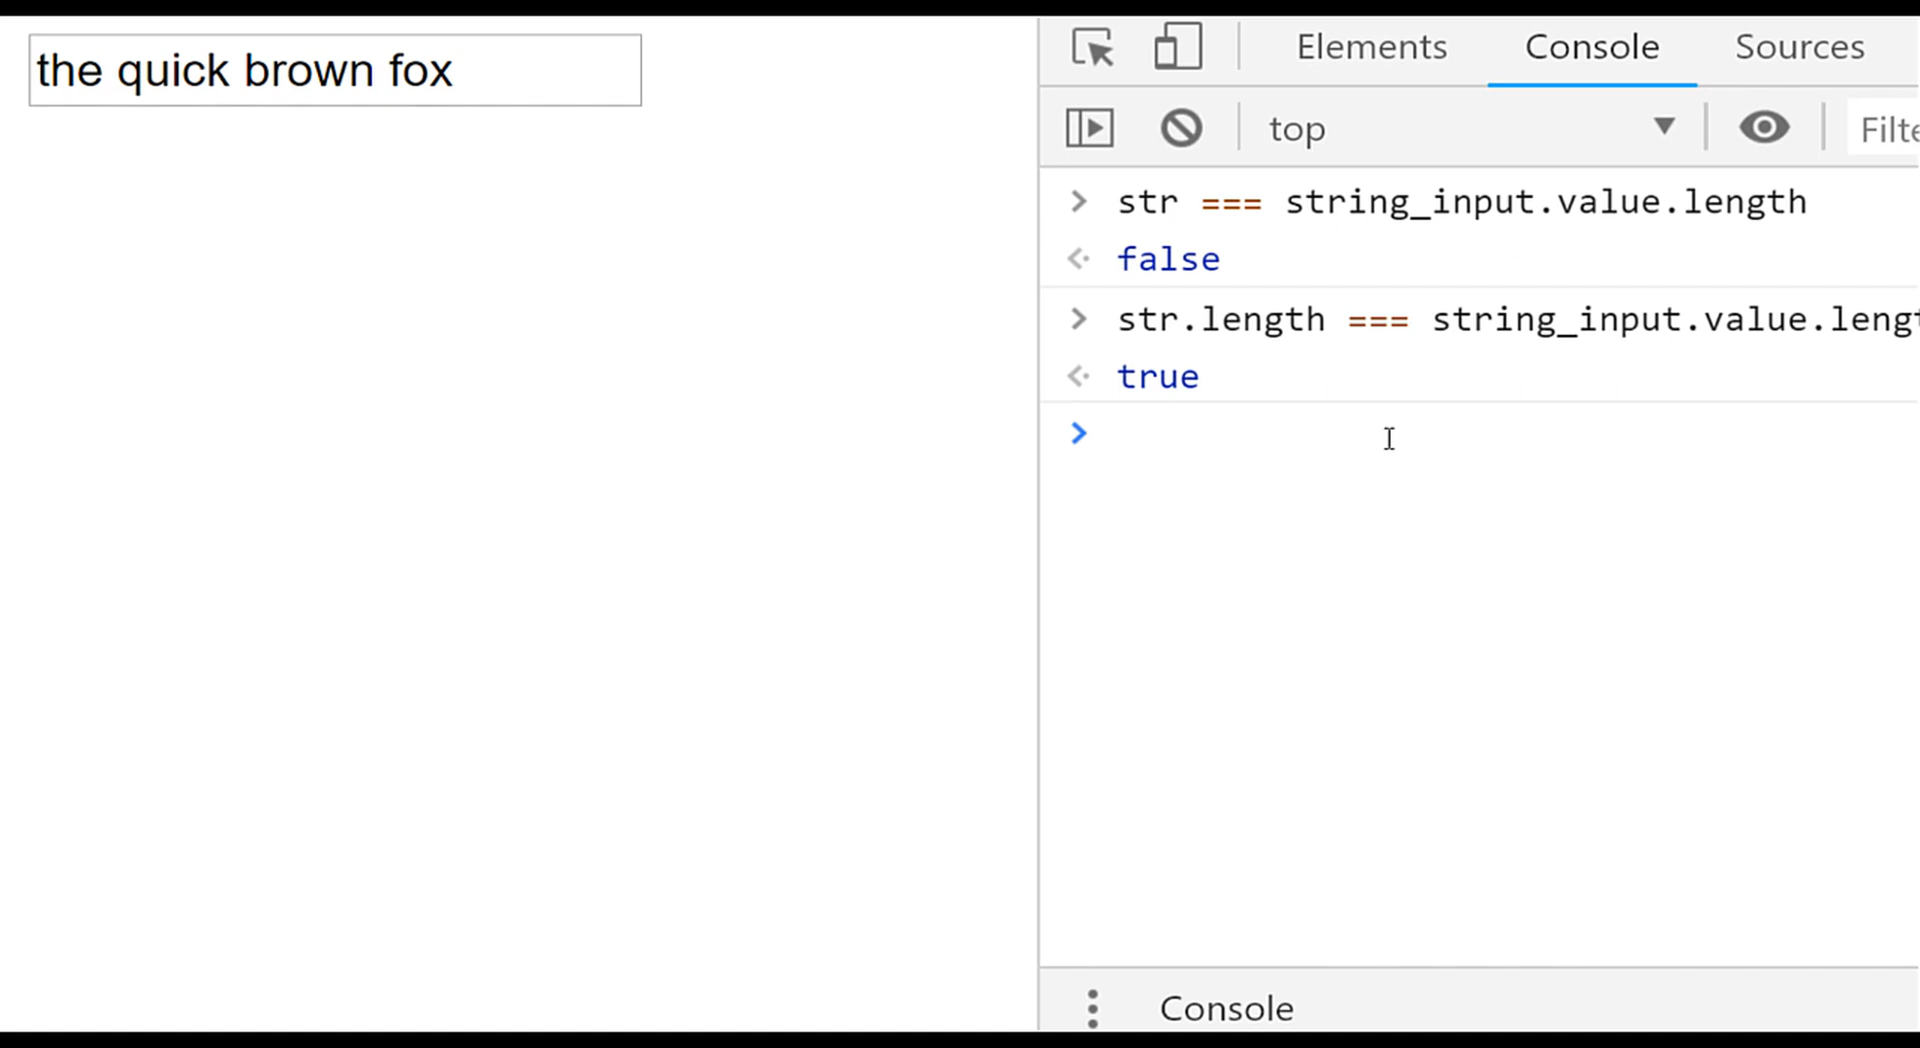 the quick brown fox
Elements Console Sources
top Filte
> str === string_input.value.length
false
> str.length === string_input.value.lengt
true
>
Console